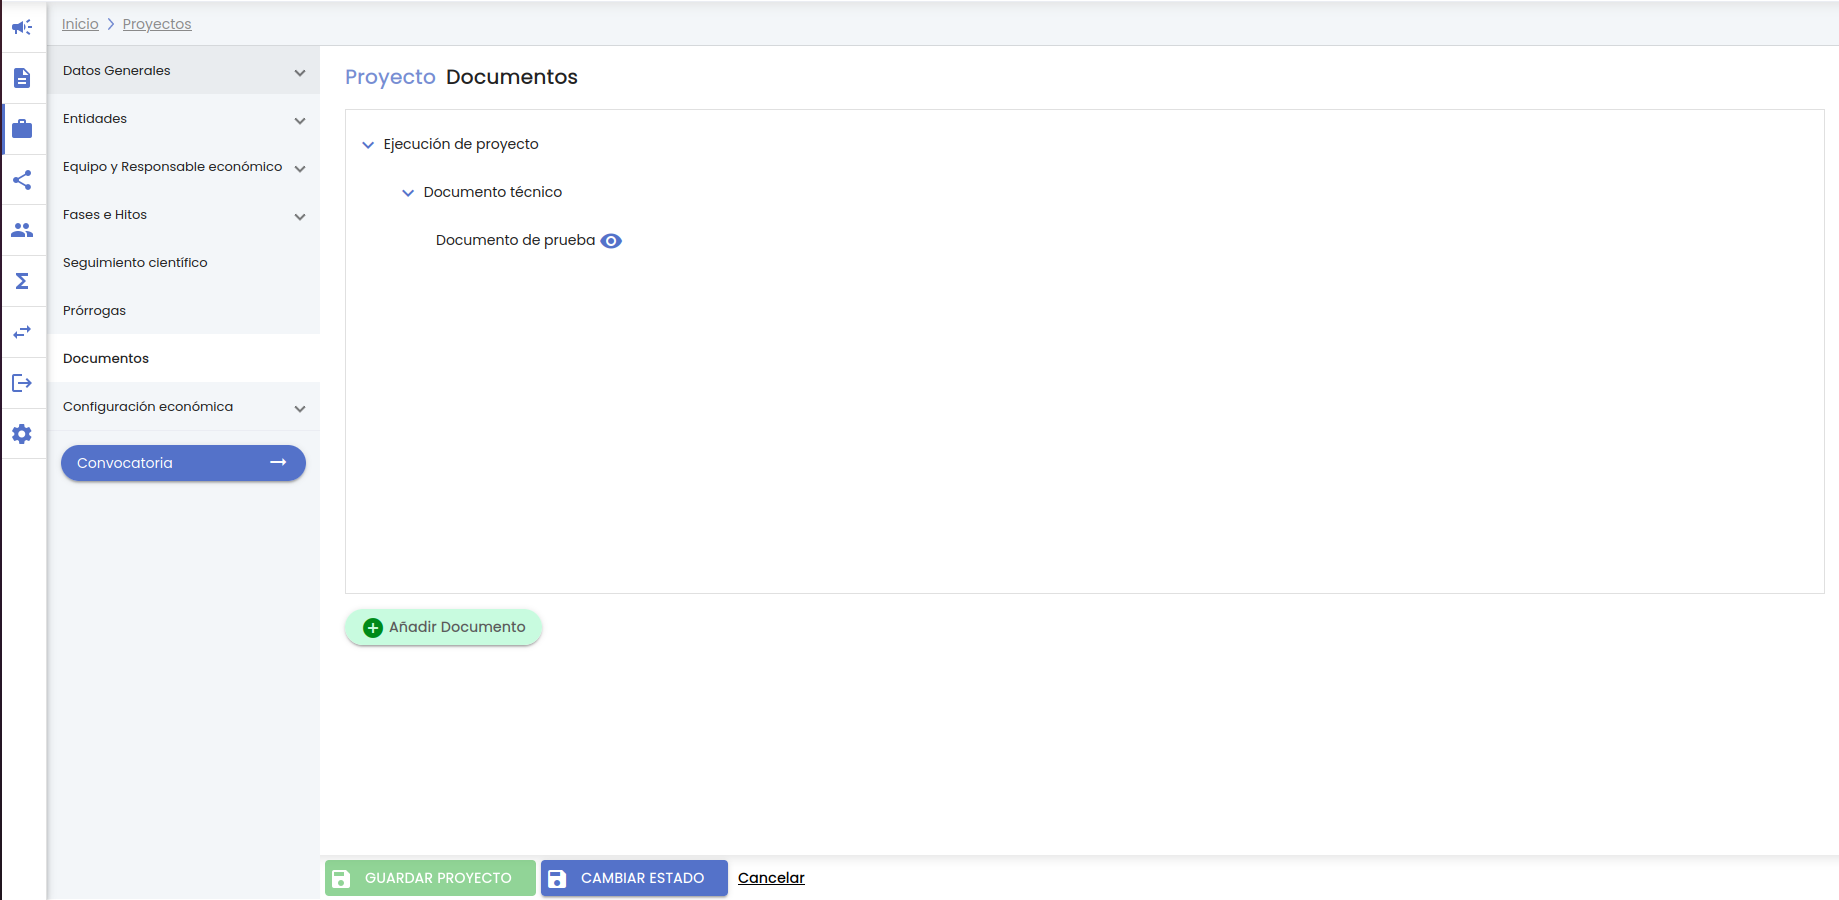 Inicio Proyectos
Datos Generales
Entidades
Equipo y Responsable económico
Fases e Hitos
Seguimiento científico
Prórrogas
Documentos
Configuración económica
Convocatoria
Proyecto Documentos
Ejecución de proyecto
Documento técnico
Documento de prueba
Añadir Documento
GUARDAR PROYECTO CAMBIAR ESTADO Cancelar